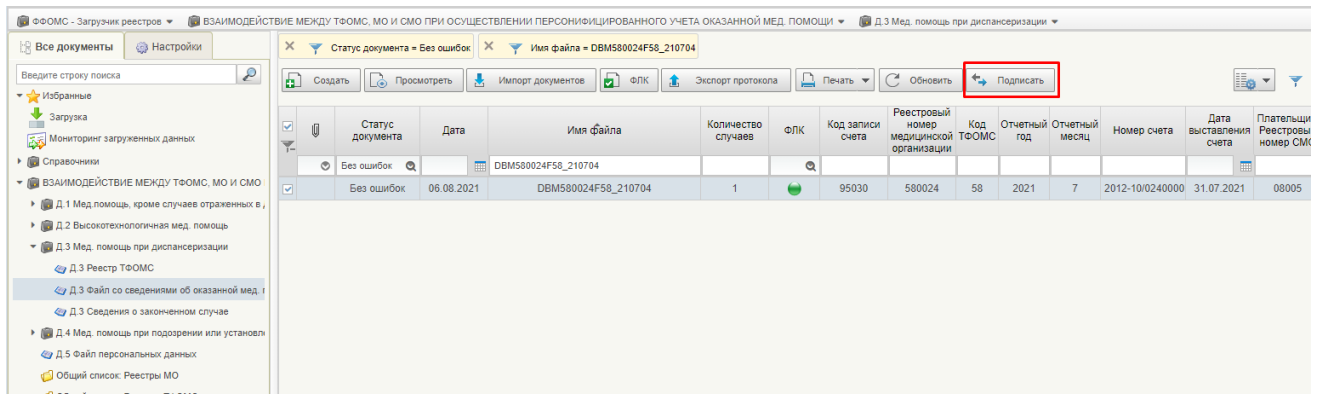 ФФОМС - Загрузчик реестров ВЗАИМОДЕЙСТВИЕ МЕЖДУ ТФОМС, МО И СМО ПРИ ОСУЩЕСТВЛЕНИИ ПЕРСОНИФИЦИРОВАННОГО УЧЕТА ОКАЗАННОЙ МЕД. ПОМОЩИ Д.3 Мед. помощь при диспансеризации
Все документы Настройки
Введите строку поиска
Избранные
Загрузка
Мониторинг загруженных данных
Справочники
ВЗАИМОДЕЙСТВИЕ МЕЖДУ ТФОМС, МО И СМО
Д.1 Мед.помощь, кроме случаев отраженных в
Д.2 Высокотехнологичная мед. помощь
Д.3 Мед. помощь при диспансеризации
Д.3 Реестр ТФОМС
Д.3 Файл со сведениями об оказанной мед.
Д.3 Сведения о законченном случае
Д.4 Мед. помощь при подозрении или установл
Д.5 Файл персональных данных
Общий список: Реестры МО
Статус документа = Без ошибок Имя файла = DBM580024F58_210704
Создать Просмотреть Импорт документов ФЛК Экспорт протокола Печать Обновить Подписать
Статус документа
Дата
Имя файла
Количество случаев
ФЛК
Код записи счета
Реестровый номер медицинской организации
Код ТФОМС
Отчетный год
Отчетный месяц
Номер счета
Дата выставления счета
Плательщи Реестровы номер СМО
Без ошибок DBM580024F58_210704
Без ошибок 06.08.2021 DBM580024F58_210704 1 95030 580024 58 2021 7 2012-10/0240000 31.07.2021 08005